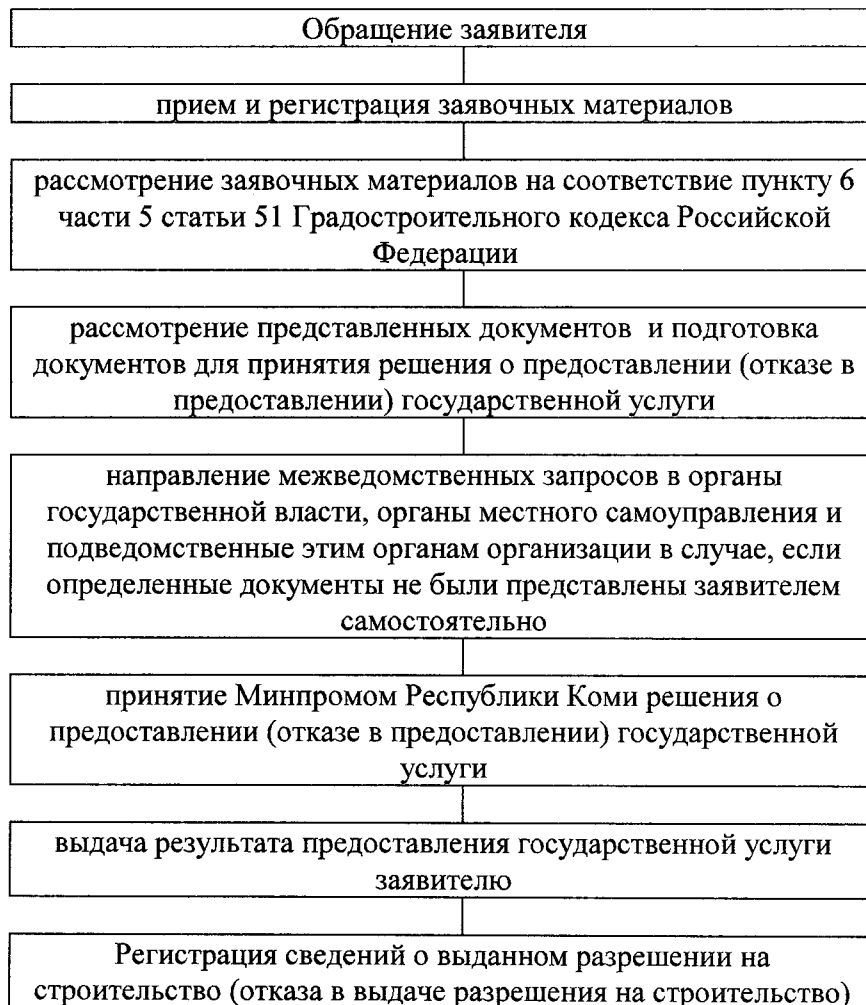 Обращение заявителя
прием и регистрация заявочных материалов
рассмотрение заявочных материалов на соответствие пункту 6
части 5 статьи 51 Градостроительного кодекса Российской
Федерации
рассмотрение представленных документов и подготовка
документов для принятия решения о предоставлении (отказе в
предоставлении) государственной услуги
направление межведомственных запросов в органы
государственной власти, органы местного самоуправления и
подведомственные этим органам организации в случае, если
определенные документы не были представлены заявителем
самостоятельно
принятие Минпромом Республики Коми решения о
предоставлении (отказе в предоставлении) государственной
услуги
выдача результата предоставления государственной услуги
заявителю
Регистрация сведений о выданном разрешении на
строительство (отказа в выдаче разрешения на строительство)